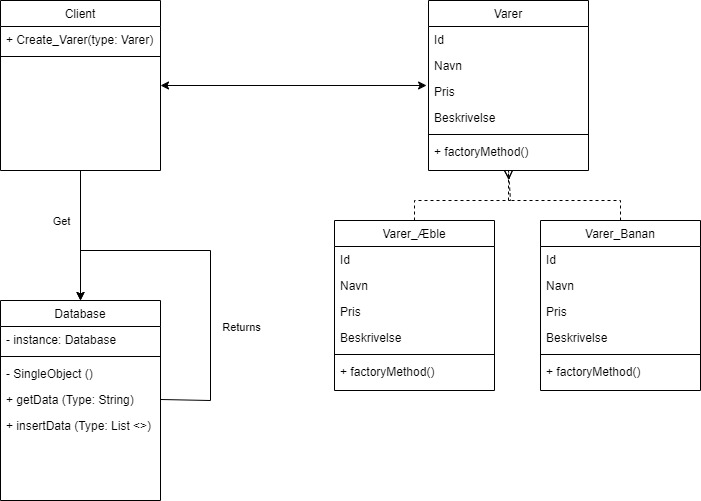 Client
+ Create_Varer(type: Varer)
Varer
Id
Navn
Pris
Beskrivelse
+ factoryMethod()
Get
Varer_Æble
Id
Navn
Pris
Beskrivelse
+ factoryMethod()
Varer_Banan
Id
Navn
Pris
Beskrivelse
+ factoryMethod()
Database
- instance: Database
- SingleObject ()
+ getData (Type: String)
+ insertData (Type: List <>)
Returns